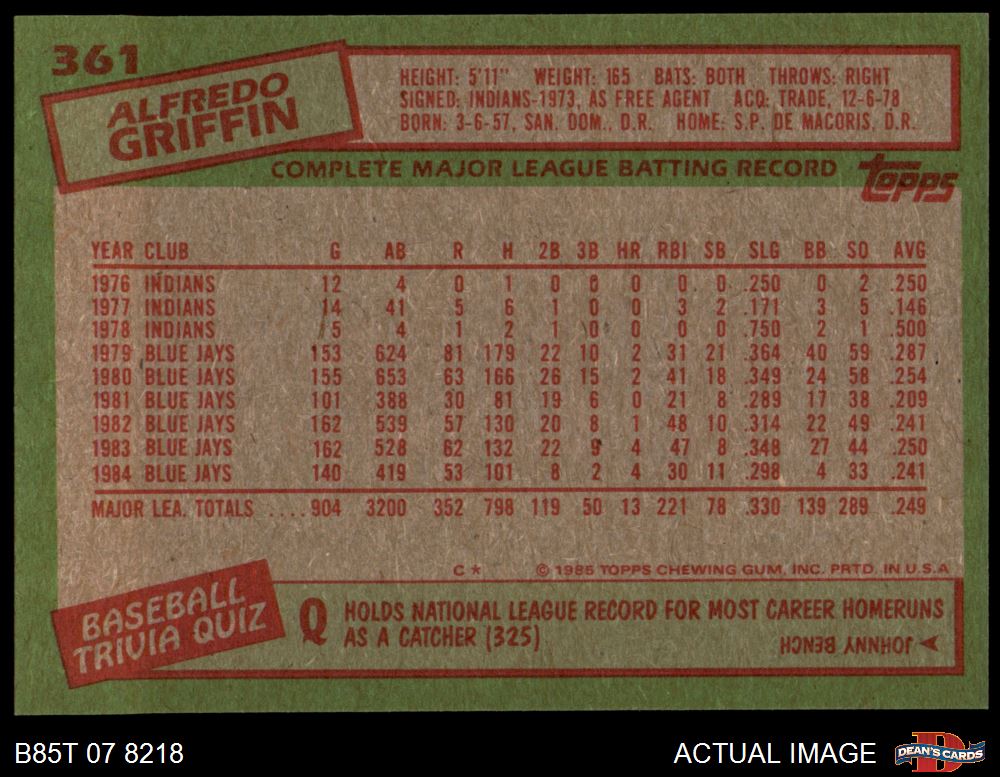 361
ALFREDO
GRIFFIN
HEIGHT: 5'11" WEIGHT: 165 BATS: BOTH THROWS: RIGHT
SIGNED: INDIANS-1973, AS FREE AGENT ACQ: TRADE, 12-6-78
BORN: 3-6-57, SAN. DOM., D.R. HOME: S.P. DE MACORIS, D.R.
COMPLETE MAJOR LEAGUE BATTING RECORD
topps
YEAR CLUB G AB R H 2B 3B HR RBI SB SLG BB SO AVG
1976 INDIANS 12 4 0 1 0 0 0 0 0 .250 0 2 .250
1977 INDIANS 14 41 5 6 1 0 0 3 2 .171 3 5 .146
1978 INDIANS 5 4 1 2 1 0 0 0 0 .750 2 1 .500
1979 BLUE JAYS 153 624 81 179 22 10 2 31 21 .364 40 59 .287
1980 BLUE JAYS 155 653 63 166 26 15 2 41 18 .349 24 58 .254
1981 BLUE JAYS 101 388 30 81 19 6 0 21 8 .289 17 38 .209
1982 BLUE JAYS 162 539 57 130 20 8 1 48 10 .314 22 49 .241
1983 BLUE JAYS 162 528 62 132 22 9 4 47 8 .348 27 44 .250
1984 BLUE JAYS 140 419 53 101 8 2 4 30 11 .298 4 33 .241
MAJOR LEA. TOTALS ....904 3200 352 798 119 50 13 221 78 .330 139 289 .249
C* © 1985 TOPPS CHEWING GUM, INC. PRTD. IN U.S.A
BASEBALL
TRIVIA QUIZ
Q HOLDS NATIONAL LEAGUE RECORD FOR MOST CAREER HOMERUNS
AS A CATCHER (325)
JOHNNY BENCH
B85T 07 8218
ACTUAL IMAGE
DEAN'S CARDS